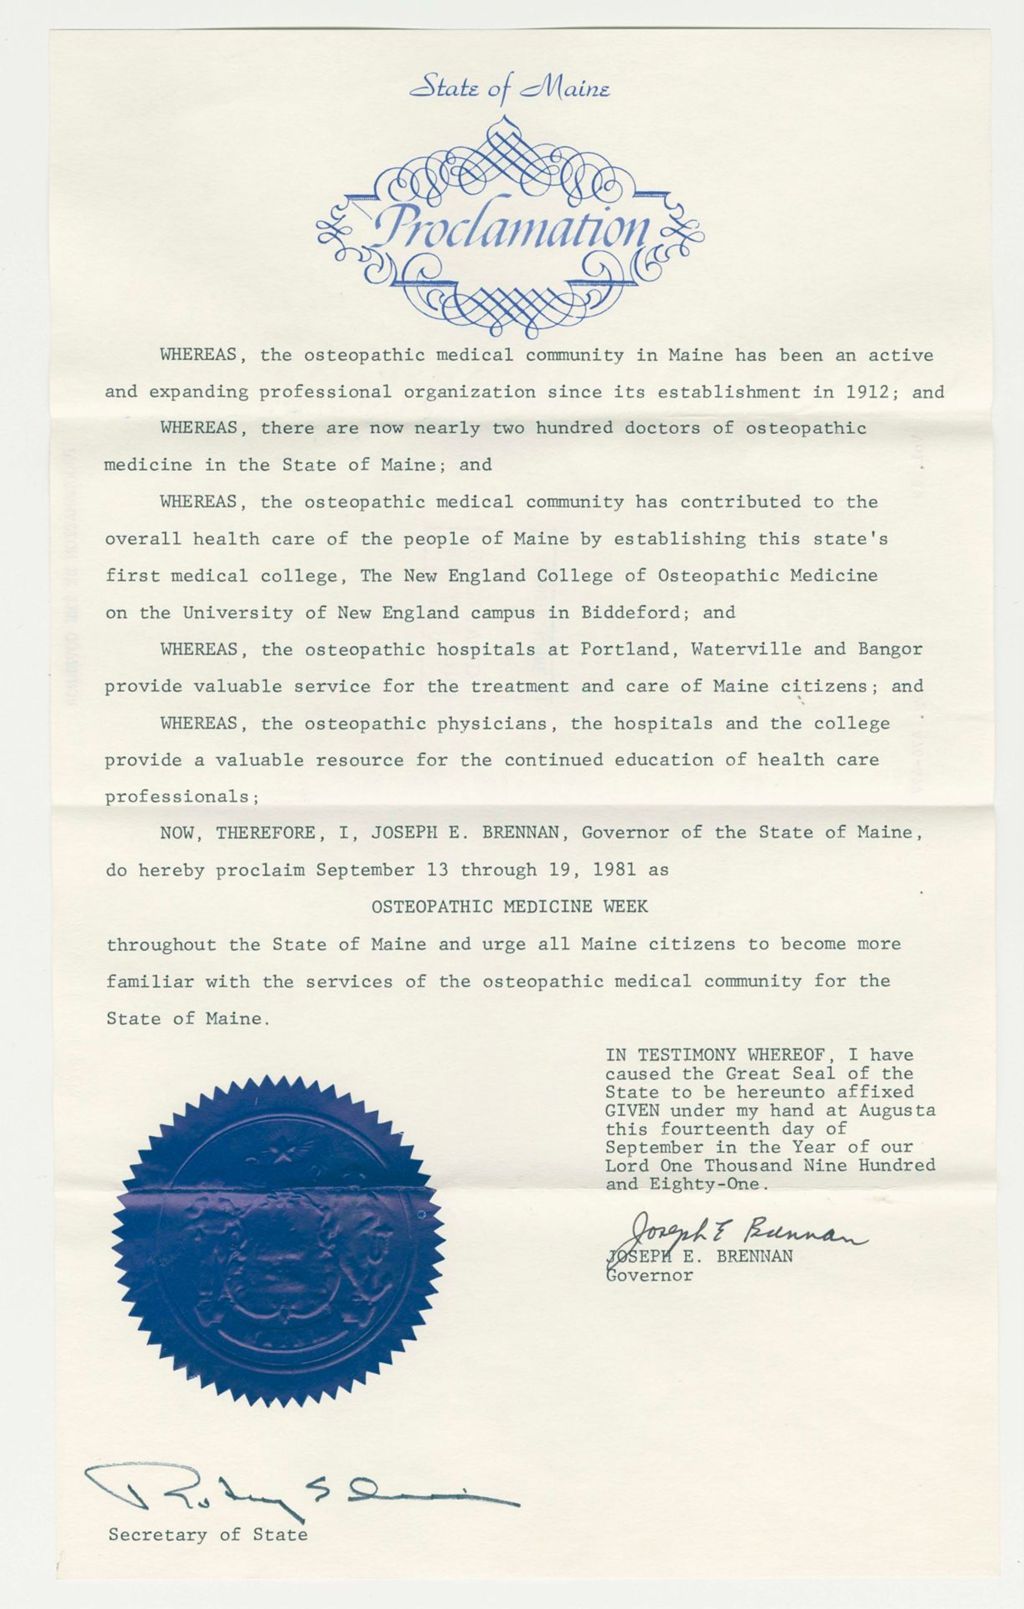 State of Maine
Proclamation
WHEREAS, the osteopathic medical community in Maine has been an active
and expanding professional organization since its establishment in 1912; and
WHEREAS, there are now nearly two hundred doctors of osteopathic
medicine in the State of Maine; and
WHEREAS, the osteopathic medical community has contributed to the
overall health care of the people of Maine by establishing this state's
first medical college, The New England College of Osteopathic Medicine
on the University of New England campus in Biddeford; and
WHEREAS, the osteopathic hospitals at Portland, Waterville and Bangor
provide valuable service for the treatment and care of Maine citizens; and
WHEREAS, the osteopathic physicians, the hospitals and the college
provide a valuable resource for the continued education of health care
professionals;
NOW, THEREFORE, I, JOSEPH E. BRENNAN, Governor of the State of Maine,
do hereby proclaim September 13 through 19, 1981 as
OSTEOPATHIC MEDICINE WEEK
throughout the State of Maine and urge all Maine citizens to become more
familiar with the services of the osteopathic medical community for the
State of Maine.
IN TESTIMONY WHEREOF, I have
caused the Great Seal of the
State to be hereunto affixed
GIVEN under my hand at Augusta
this fourteenth day of
September in the Year of our
Lord One Thousand Nine Hundred
and Eighty-One.
Joseph E Brennan
JOSEPH E. BRENNAN
Governor
Secretary of State